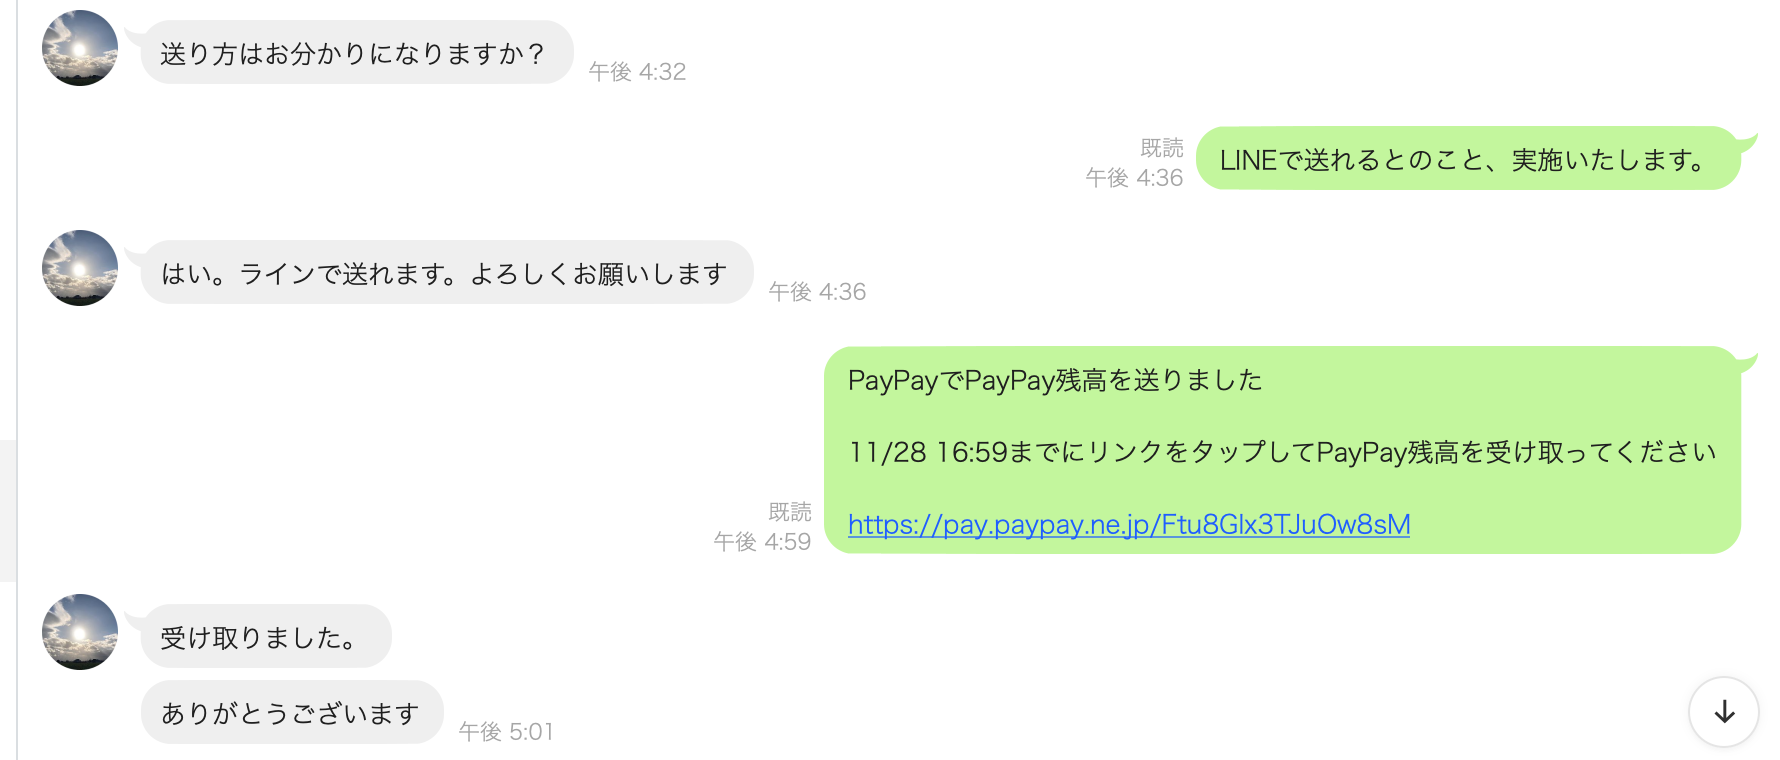 送り方はお分かりになりますか？
午後 4:32
既読
午後 4:36
LINEで送れるとのこと、実施いたします。
はい。ラインで送れます。よろしくお願いします
午後 4:36
PayPayでPayPay残高を送りました
11/28 16:59までにリンクをタップしてPayPay残高を受け取ってください
https://pay.paypay.ne.jp/Ftu8Glx3TJuOw8sM
既読
午後 4:59
受け取りました。
ありがとうございます
午後 5:01